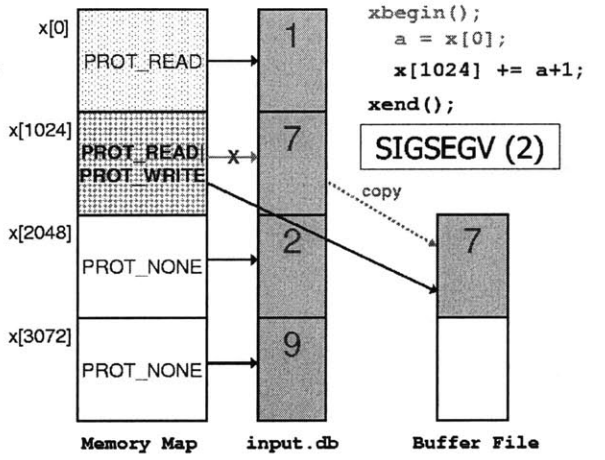 x[0]
PROT_READ
1
xbegin();
a = x[0];
x[1024] += a+1;
xend();
x[1024]
PROT_READ|
PROT_WRITE
x
7
SIGSEGV (2)
copy
x[2048]
PROT_NONE
2
7
x[3072]
PROT_NONE
9
Memory Map
input.db
Buffer File